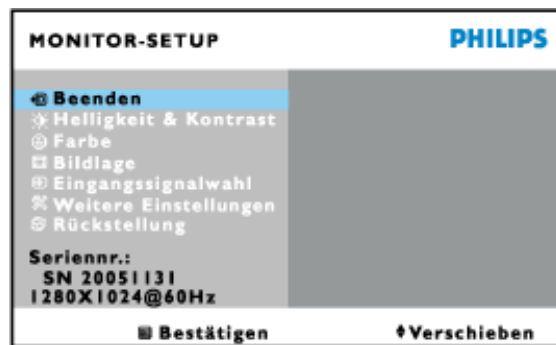 MONITOR-SETUP PHILIPS
Beenden
Helligkeit & Kontrast
Farbe
Bildlage
Eingangssignalwahl
Weitere Einstellungen
Rückstellung
Seriennr.:
SN 20051131
1280X1024@60Hz
Bestätigen Verschieben